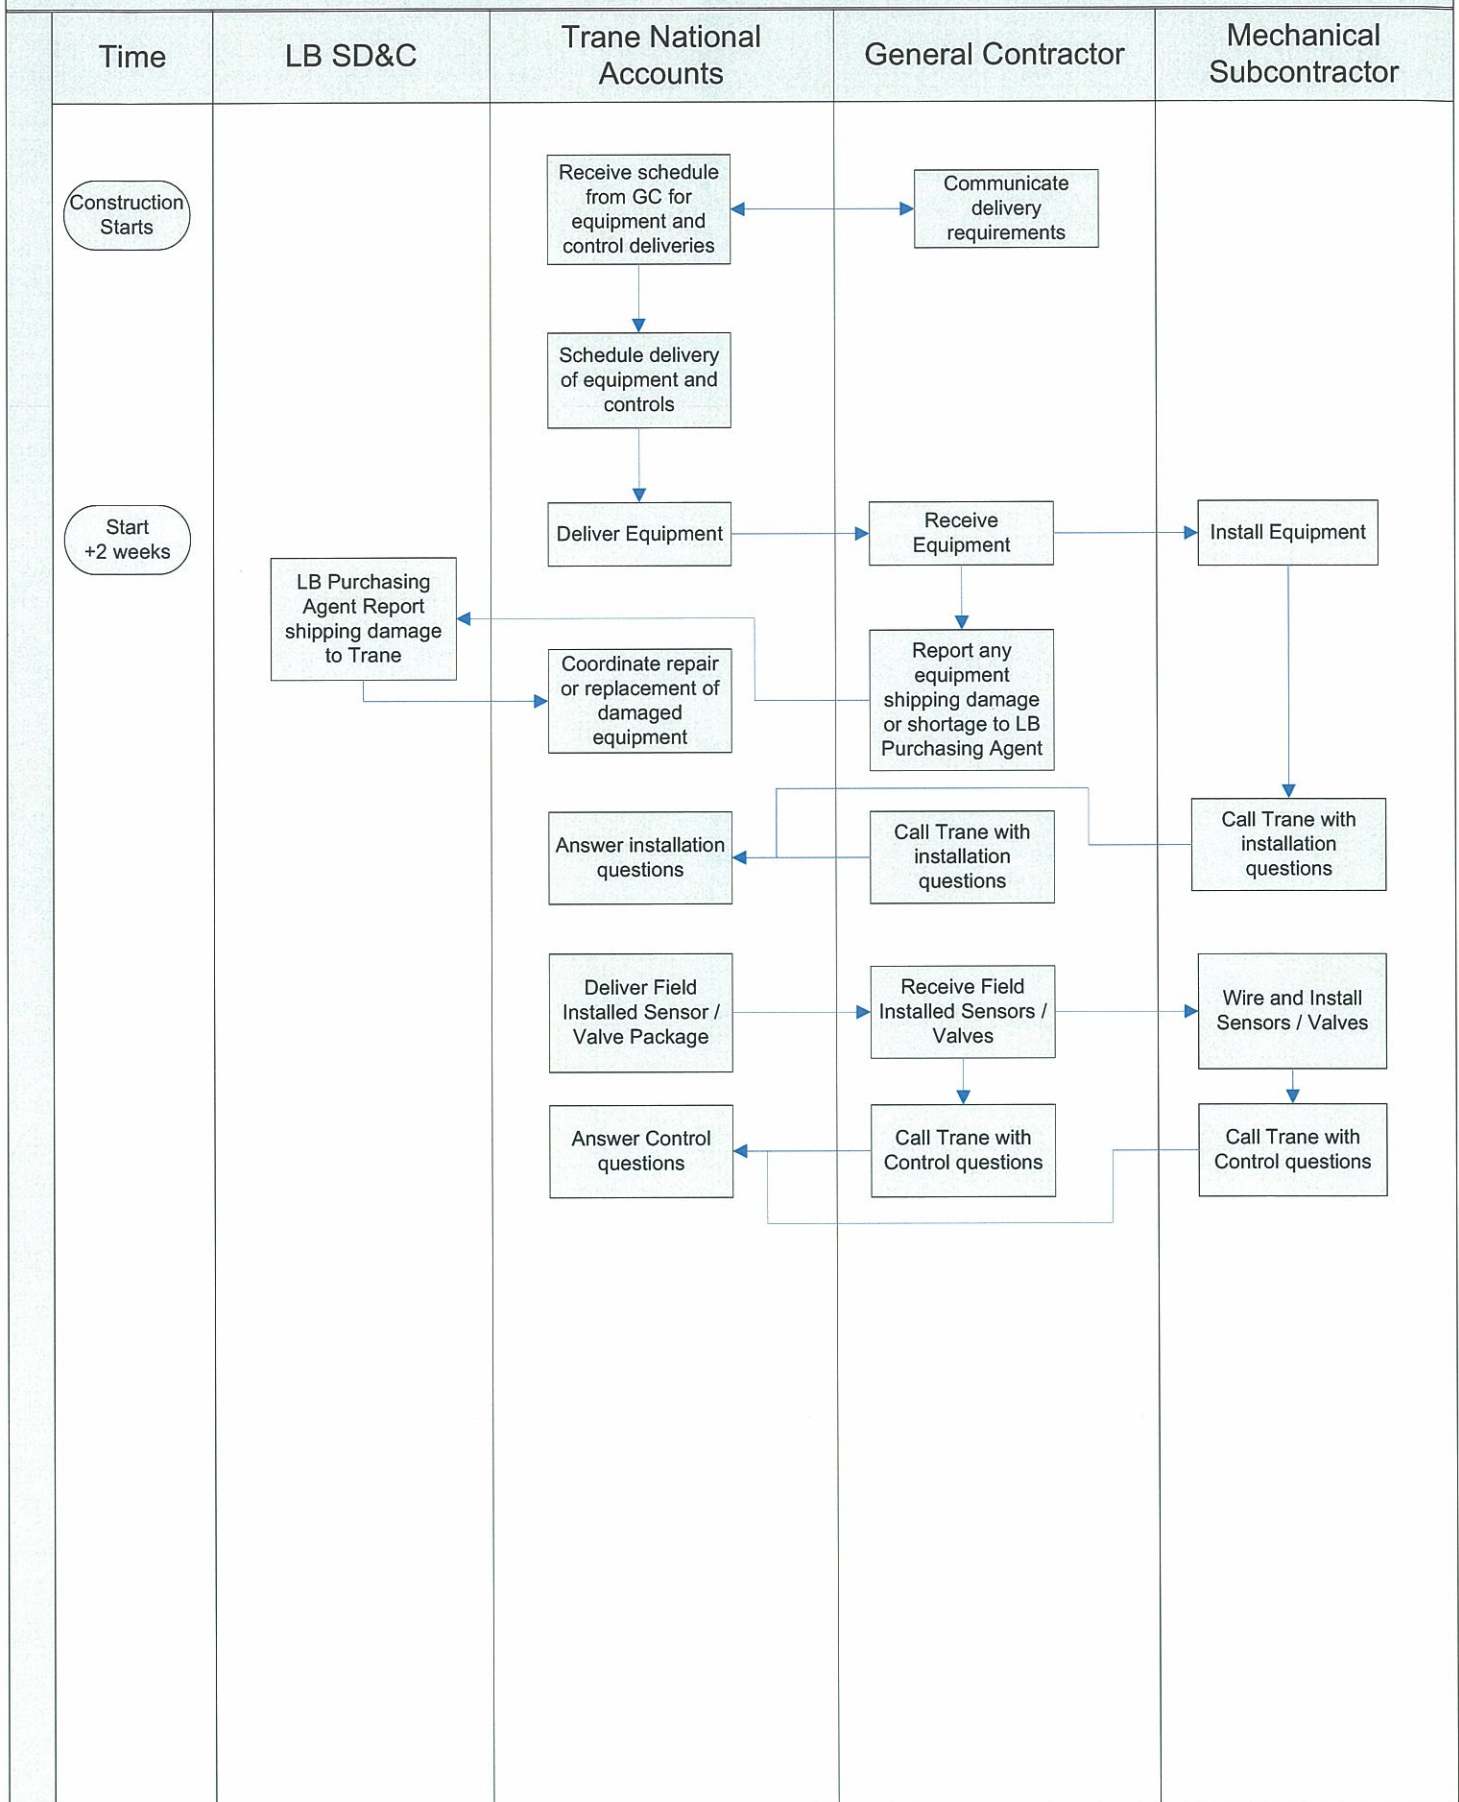 Time
LB SD&C
Trane National
Accounts
General Contractor
Mechanical
Subcontractor
Construction
Starts
Receive schedule
from GC for
equipment and
control deliveries
Communicate
delivery
requirements
Schedule delivery
of equipment and
controls
Start
+2 weeks
Deliver Equipment
Receive
Equipment
Install Equipment
LB Purchasing
Agent Report
shipping damage
to Trane
Coordinate repair
or replacement of
damaged
equipment
Report any
equipment
shipping damage
or shortage to LB
Purchasing Agent
Answer installation
questions
Call Trane with
installation
questions
Call Trane with
installation
questions
Deliver Field
Installed Sensor /
Valve Package
Receive Field
Installed Sensors /
Valves
Wire and Install
Sensors / Valves
Answer Control
questions
Call Trane with
Control questions
Call Trane with
Control questions